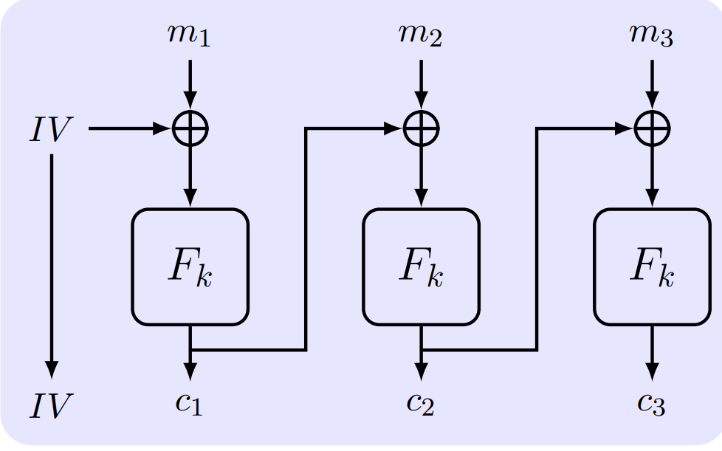 m₁ m₂ m₃
IV
Fₖ Fₖ Fₖ
IV c₁ c₂ c₃